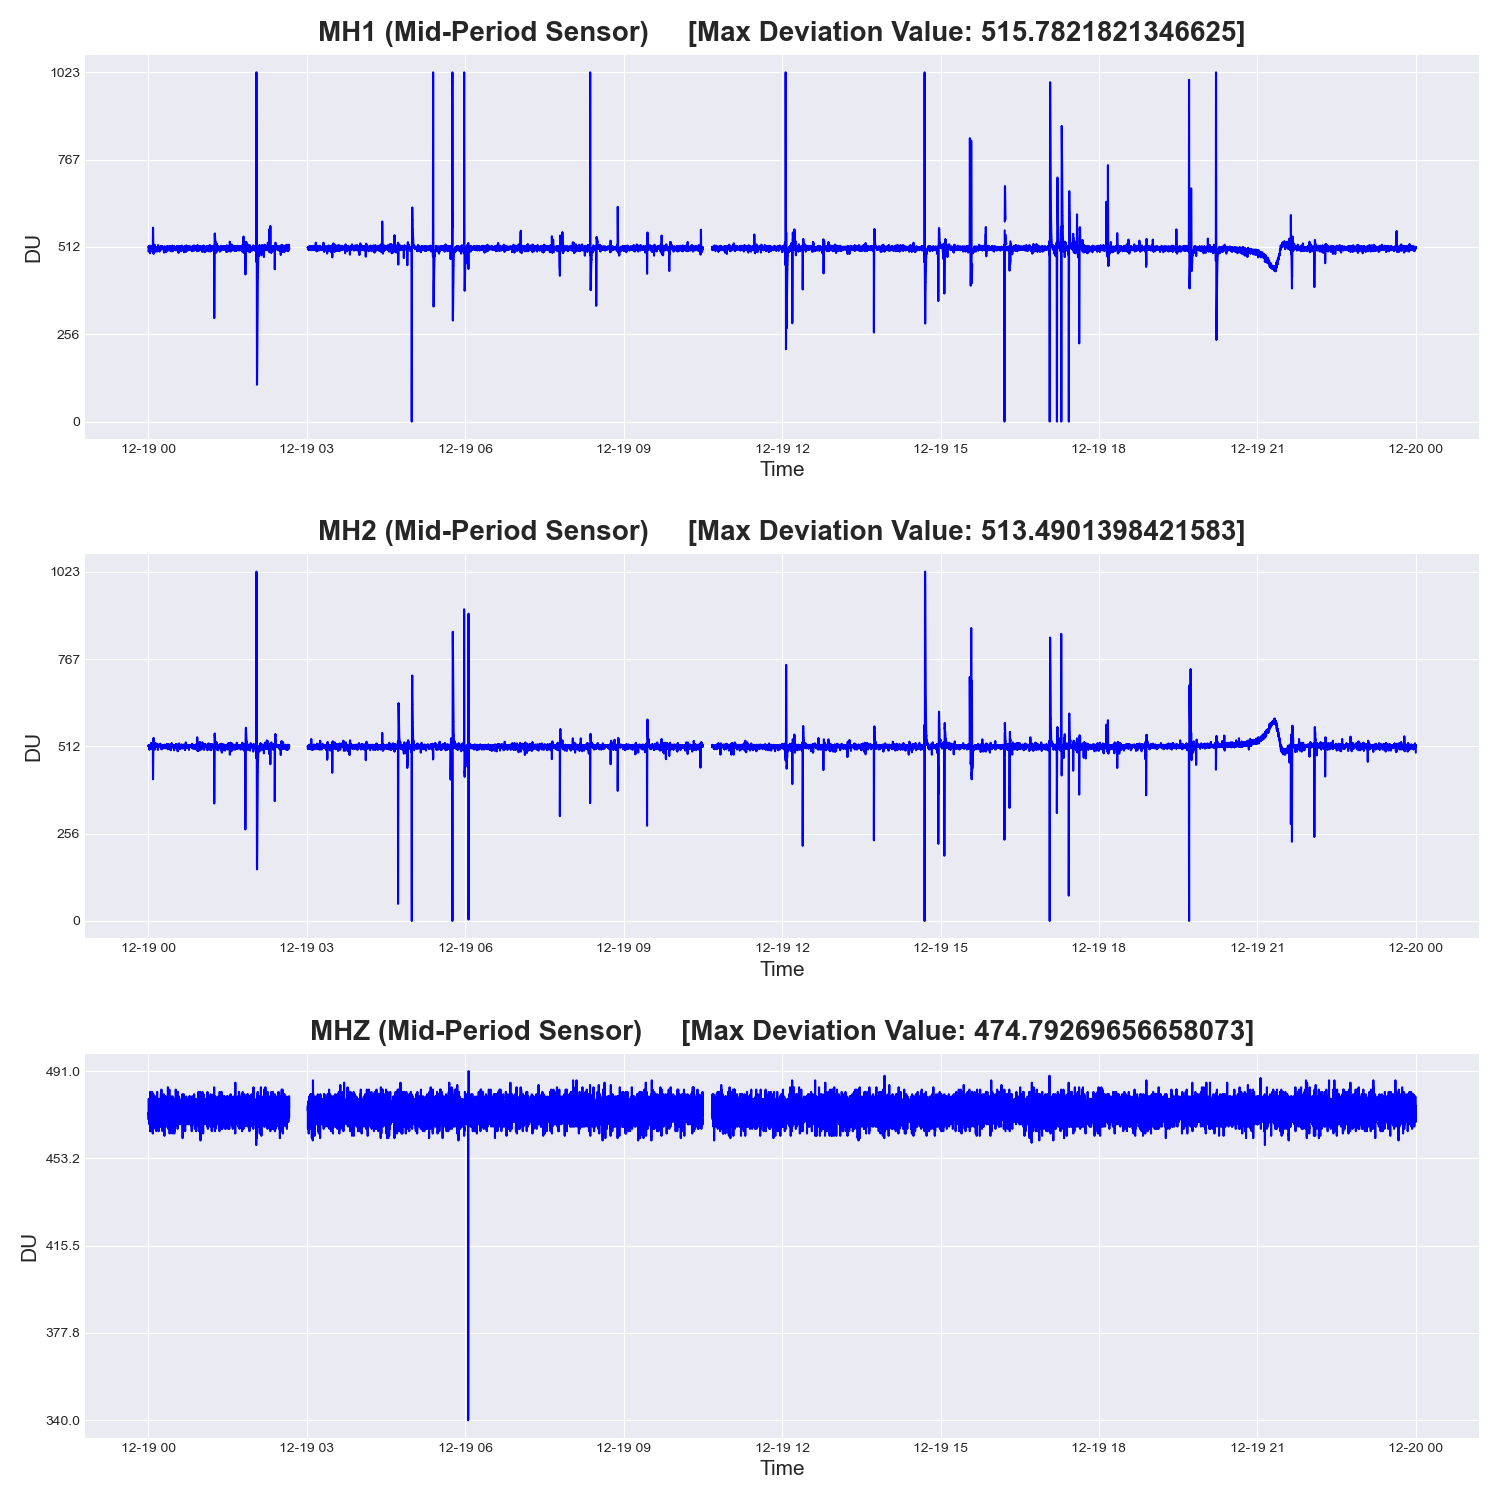 MH1 (Mid-Period Sensor) [Max Deviation Value: 515.7821821346625]
1023
767
512
256
0
DU
12-19 00 12-19 03 12-19 06 12-19 09 12-19 12 12-19 15 12-19 18 12-19 21 12-20 00
Time
MH2 (Mid-Period Sensor) [Max Deviation Value: 513.4901398421583]
1023
767
512
256
0
DU
12-19 00 12-19 03 12-19 06 12-19 09 12-19 12 12-19 15 12-19 18 12-19 21 12-20 00
Time
MHZ (Mid-Period Sensor) [Max Deviation Value: 474.79269656658073]
491.0
453.2
415.5
377.8
340.0
DU
12-19 00 12-19 03 12-19 06 12-19 09 12-19 12 12-19 15 12-19 18 12-19 21 12-20 00
Time